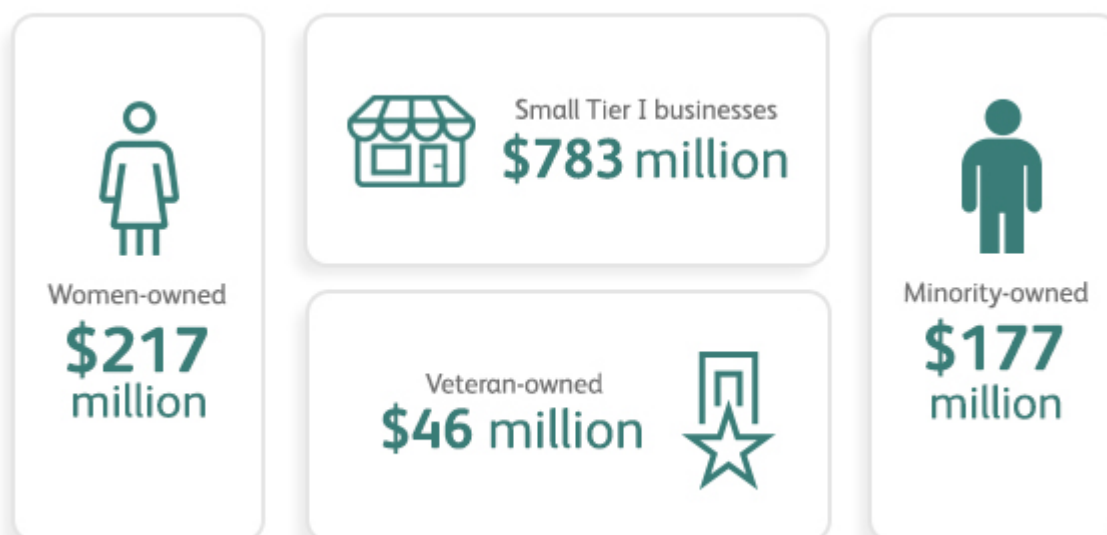 Women-owned
$217
million
Small Tier I businesses
$783 million
Veteran-owned
$46 million
Minority-owned
$177
million